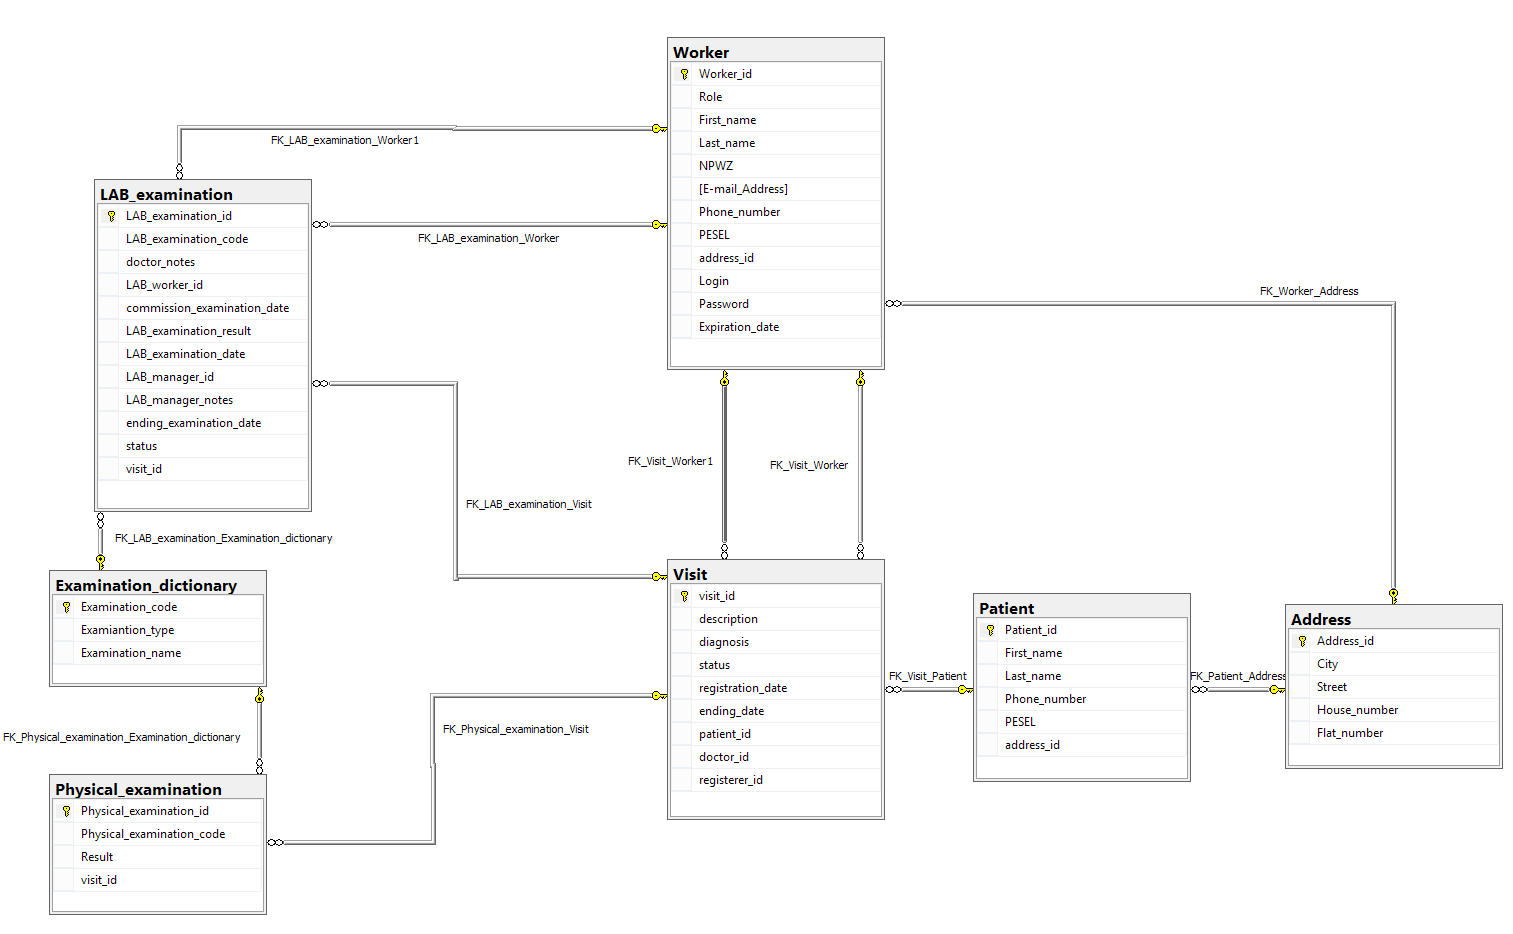 Worker
Worker_id
Role
First_name
Last_name
NPWZ
[E-mail_Address]
Phone_number
PESEL
address_id
Login
Password
Expiration_date
FK_LAB_examination_Worker1
LAB_examination
LAB_examination_id
LAB_examination_code
doctor_notes
LAB_worker_id
commission_examination_date
LAB_examination_result
LAB_examination_date
LAB_manager_id
LAB_manager_notes
ending_examination_date
status
visit_id
FK_LAB_examination_Worker
FK_Worker_Address
FK_Visit_Worker1
FK_Visit_Worker
FK_LAB_examination_Visit
FK_LAB_examination_Examination_dictionary
Examination_dictionary
Examination_code
Examiantion_type
Examination_name
Visit
visit_id
description
diagnosis
status
registration_date
ending_date
patient_id
doctor_id
registerer_id
Patient
Patient_id
First_name
Last_name
Phone_number
PESEL
address_id
Address
Address_id
City
Street
House_number
Flat_number
FK_Visit_Patient
FK_Patient_Address
FK_Physical_examination_Visit
FK_Physical_examination_Examination_dictionary
Physical_examination
Physical_examination_id
Physical_examination_code
Result
visit_id